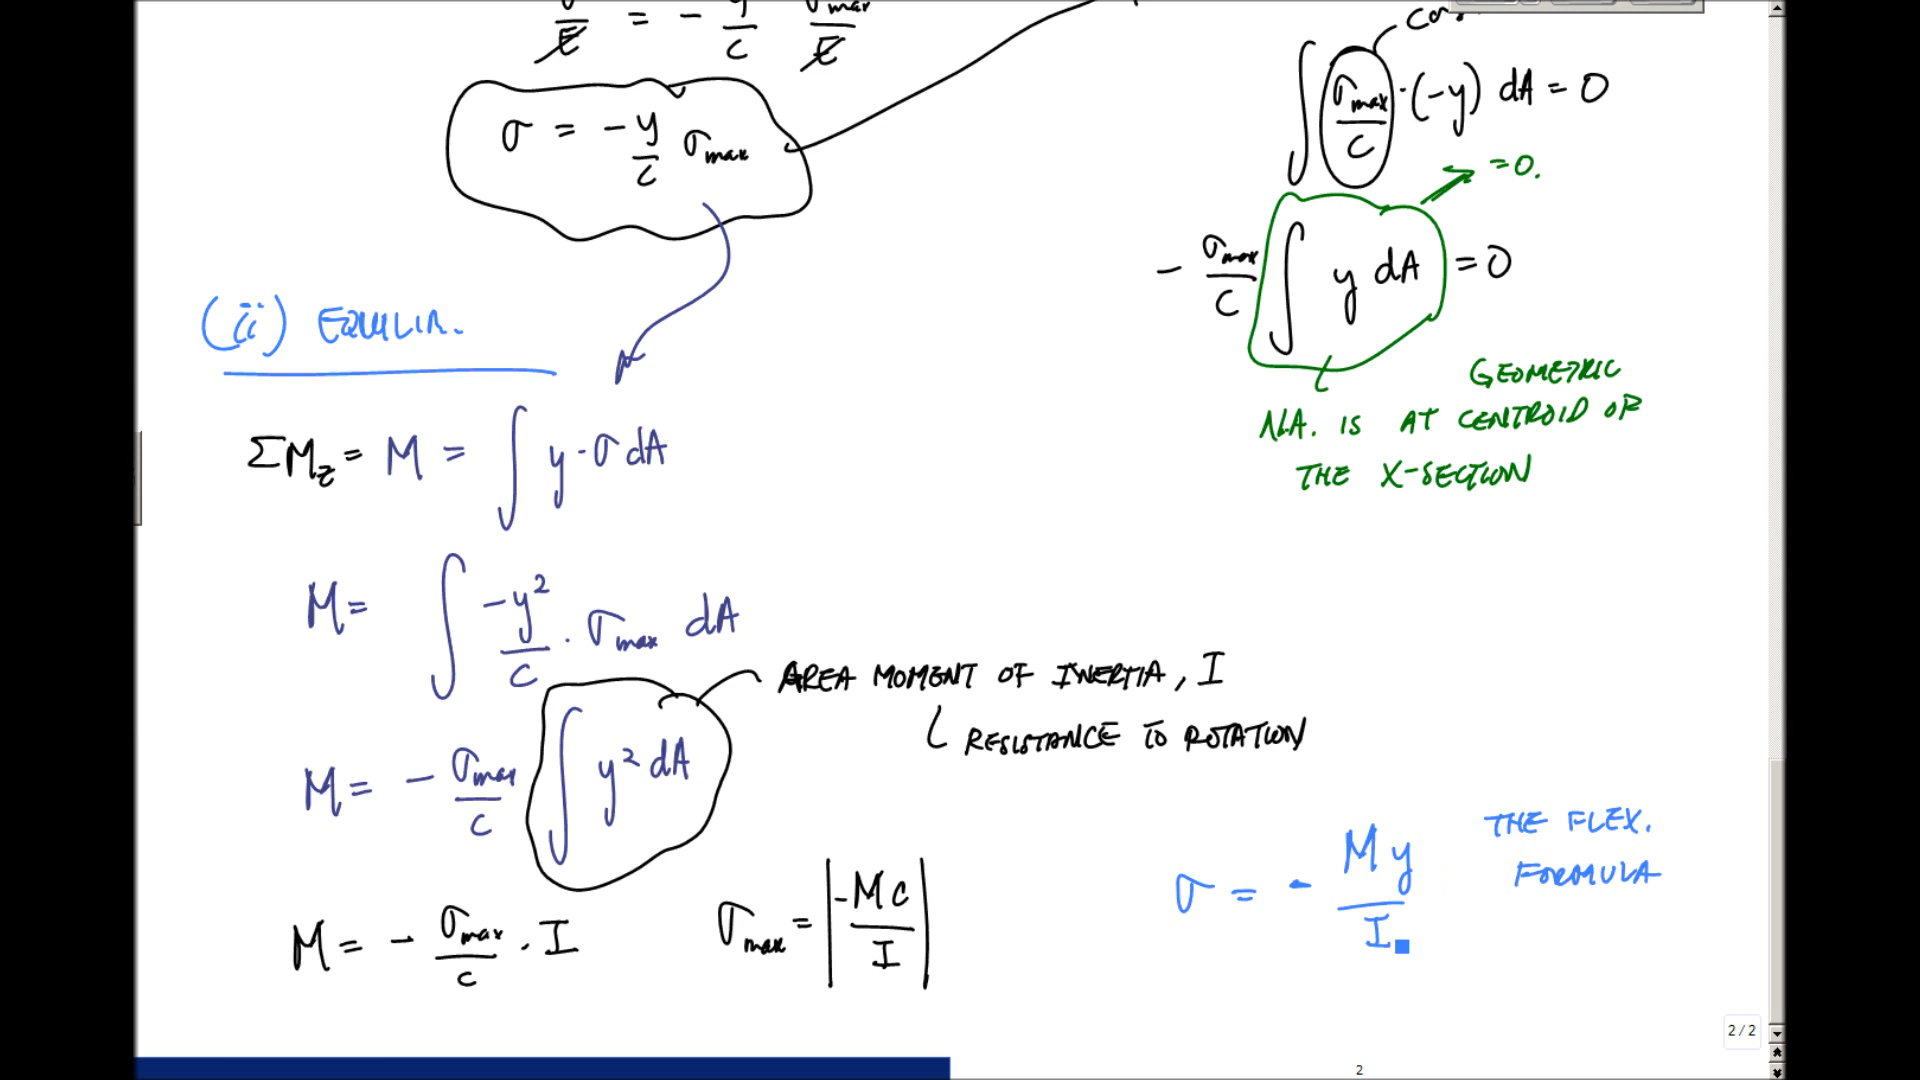 σ/E = - y/c σmax/E
σ = -y/c σmax
(ii) EQUILIB.
ΣMz = M = ∫ y·σ dA
M = ∫ -y²/c · σmax dA
M = - σmax/c ∫ y² dA
AREA MOMENT OF INERTIA, I
RESISTANCE TO ROTATION
M = - σmax/c · I
σmax = |-Mc/I|
∫ σmax/c · (-y) dA = 0
= 0.
- σmax/c ∫ y dA = 0
GEOMETRIC
N.A. IS AT CENTROID OF
THE X-SECTION
σ = - My/I
THE FLEX.
FORMULA
2 / 2
2